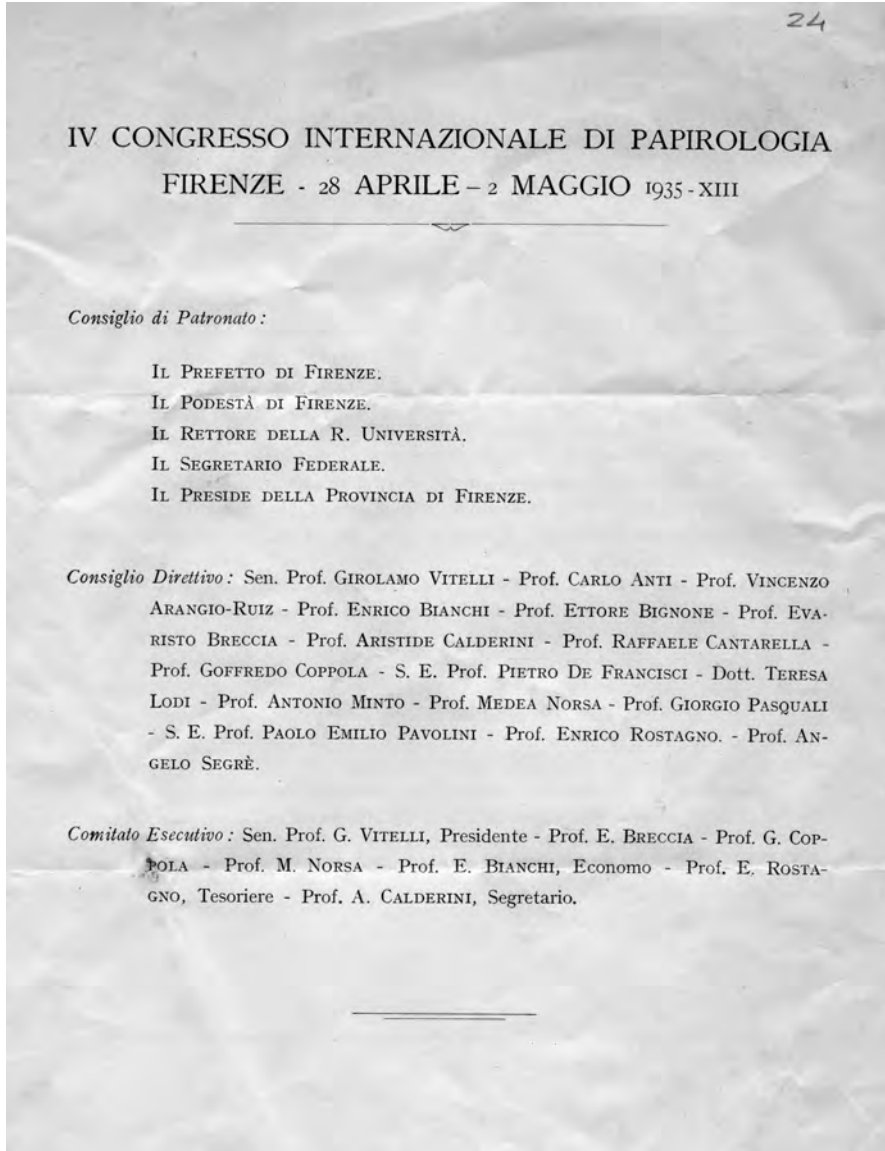 24
IV CONGRESSO INTERNAZIONALE DI PAPIROLOGIA
FIRENZE - 28 APRILE – 2 MAGGIO 1935 - XIII
Consiglio di Patronato :
IL PREFETTO DI FIRENZE.
IL PODESTÀ DI FIRENZE.
IL RETTORE DELLA R. UNIVERSITÀ.
IL SEGRETARIO FEDERALE.
IL PRESIDE DELLA PROVINCIA DI FIRENZE.
Consiglio Direttivo : Sen. Prof. GIROLAMO VITELLI - Prof. CARLO ANTI - Prof. VINCENZO
ARANGIO-RUIZ - Prof. ENRICO BIANCHI - Prof. ETTORE BIGNONE - Prof. EVA-
RISTO BRECCIA - Prof. ARISTIDE CALDERINI - Prof. RAFFAELE CANTARELLA -
Prof. GOFFREDO COPPOLA - S. E. Prof. PIETRO DE FRANCISCI - Dott. TERESA
LODI - Prof. ANTONIO MINTO - Prof. MEDEA NORSA - Prof. GIORGIO PASQUALI
- S. E. Prof. PAOLO EMILIO PAVOLINI - Prof. ENRICO ROSTAGNO. - Prof. AN-
GELO SEGRÈ.
Comitato Esecutivo : Sen. Prof. G. VITELLI, Presidente - Prof. E. BRECCIA - Prof. G. COP-
POLA - Prof. M. NORSA - Prof. E. BIANCHI, Economo - Prof. E. ROSTA-
GNO, Tesoriere - Prof. A. CALDERINI, Segretario.